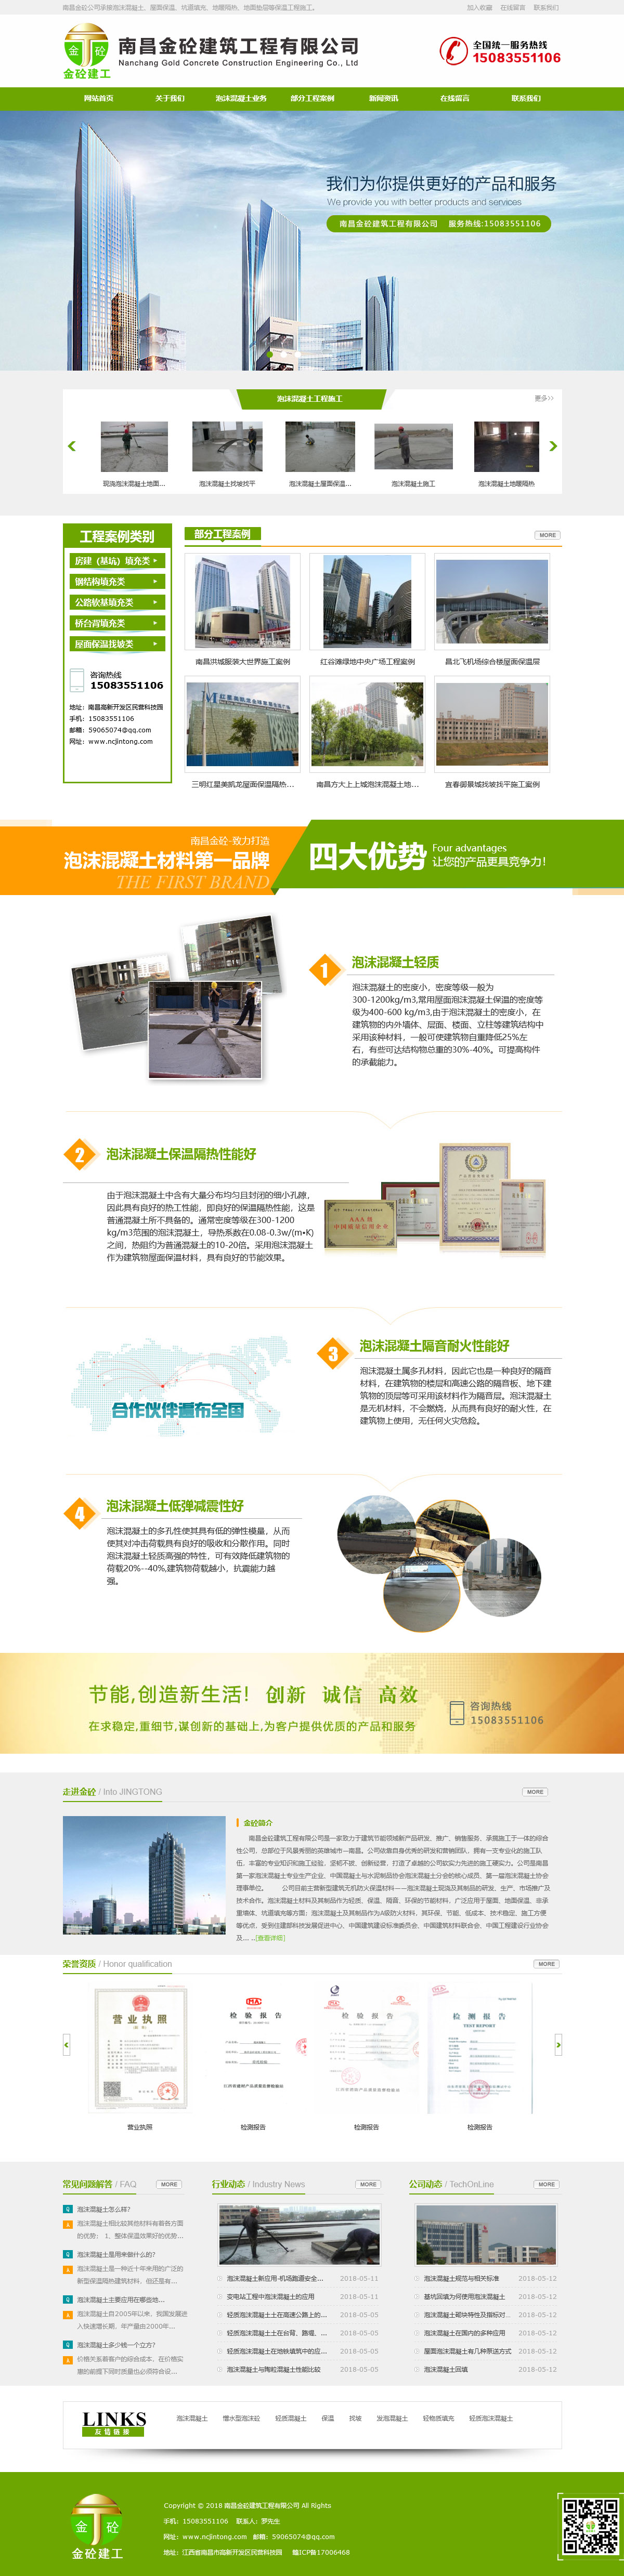 南昌金砼建筑公司承接泡沫混凝土、屋面保温、坑道填充、地暖隔热、地面垫层等保温工程施工。
加入收藏 在线留言 联系我们
南昌金砼建筑工程有限公司
Nanchang Gold Concrete Construction Engineering Co., Ltd
金砼建工
全国统一服务热线
15083551106
网站首页 关于我们 泡沫混凝土业务 部分工程案例 新闻资讯 在线留言 联系我们
我们为你提供更好的产品和服务
We provide you with better products and services
南昌金砼建筑工程有限公司 服务热线:15083551106
泡沫混凝土工程施工
更多>>
现浇泡沫混凝土地面... 泡沫混凝土找坡找平 泡沫混凝土屋面保温... 泡沫混凝土施工 泡沫混凝土地暖隔热
工程案例类别
房建（基坑）填充类
钢结构填充类
公路软基填充类
桥台背填充类
屋面保温找坡类
咨询热线
15083551106
地址：南昌高新开发区民营科技园
手机：15083551106
邮箱：59065074@qq.com
网址：www.ncjintong.com
部分工程案例
MORE
南昌洪城服装大世界施工案例 红谷滩绿地中央广场工程案例 昌北飞机场综合楼屋面保温层
三明红星美凯龙屋面保温隔热... 南昌方大上上城泡沫混凝土地... 宜春御景城找坡找平施工案例
南昌金砼-致力打造
泡沫混凝土材料第一品牌
THE FIRST BRAND
四大优势
Four advantages
让您的产品更具竞争力！
1
泡沫混凝土轻质
泡沫混凝土的密度小，密度等级一般为
300-1200kg/m3,常用屋面泡沫混凝土保温的密度等
级为400-600 kg/m3,由于泡沫混凝土的密度小，在
建筑物的内外墙体、层面、楼面、立柱等建筑结构中
采用该种材料，一般可使建筑物自重降低25%左
右，有些可达结构物总重的30%-40%。可提高构件
的承载能力。
2
泡沫混凝土保温隔热性能好
由于泡沫混凝土中含有大量分布均匀且封闭的细小孔隙，
因此具有良好的热工性能，即良好的保温隔热性能，这是
普通混凝土所不具备的。通常密度等级在300-1200
kg/m3范围的泡沫混凝土，导热系数在0.08-0.3w/(m•K)
之间，热阻约为普通混凝土的10-20倍。采用泡沫混凝土
作为建筑物屋面保温材料，具有良好的节能效果。
AAA级
中国质量信用企业
3
泡沫混凝土隔音耐火性能好
泡沫混凝土属多孔材料，因此它也是一种良好的隔音
材料，在建筑物的楼层和高速公路的隔音板、地下建
筑物的顶层等可采用该材料作为隔音层。泡沫混凝土
是无机材料，不会燃烧，从而具有良好的耐火性，在
建筑物上使用，无任何火灾危险。
合作伙伴遍布全国
4
泡沫混凝土低弹减震性好
泡沫混凝土的多孔性使其具有低的弹性模量，从而
使其对冲击荷载具有良好的吸收和分散作用。同时
泡沫混凝土轻质高强的特性，可有效降低建筑物的
荷载20%--40%,建筑物荷载越小，抗震能力越
强。
节能,创造新生活！创新 诚信 高效
在求稳定,重细节,谋创新的基础上,为客户提供优质的产品和服务
咨询热线
15083551106
走进金砼 / Into JINGTONG
MORE
金砼简介
南昌金砼建筑工程有限公司是一家致力于建筑节能领域新产品研发、推广、销售服务、承揽施工于一体的综合
性公司，总部位于风景秀丽的英雄城市—南昌。公司依靠自身优秀的研发和营销团队，拥有一支专业化的施工队
伍，丰富的专业知识和施工经验，坚韧不拔，创新经营，打造了卓越的公司软实力先进的施工硬实力。公司是南昌
第一家泡沫混凝土专业生产企业，中国混凝土与水泥制品协会泡沫混凝土分会的核心成员，第一届泡沫混凝土协会
理事单位。 公司目前主营新型建筑无机防火保温材料——泡沫混凝土现浇及其制品的研发、生产、市场推广及
技术合作。泡沫混凝土材料及其制品作为轻质、保温、隔音、环保的节能材料，广泛应用于屋面、地面保温、非承
重墙体、坑道填充等方面；泡沫混凝土及其制品作为A级防火材料，其环保、节能、低成本、技术稳定、施工方便
等优点，受到住建部科技发展促进中心、中国建筑建设标准委员会、中国建筑材料联合会、中国工程建设行业协会
及... ...[查看详细]
荣誉资质 / Honor qualification
MORE
营业执照
检验报告
检验报告
检测报告
TEST REPORT
营业执照 检测报告 检测报告 检测报告
常见问题解答 / FAQ
MORE
泡沫混凝土怎么样?
泡沫混凝土相比较其他材料有着各方面
的优势： 1、整体保温效果好的优势...
泡沫混凝土是用来做什么的?
泡沫混凝土是一种近十年来用的广泛的
新型保温隔热建筑材料，但还是有...
泡沫混凝土主要应用在哪些地...
泡沫混凝土自2005年以来，我国发展进
入快速增长期，年产量由2000年...
泡沫混凝土多少钱一个立方?
价格关系着客户的综合成本，在价格实
惠的前提下同时质量也必须符合设...
行业动态 / Industry News
MORE
泡沫混凝土新应用-机场跑道安全... 2018-05-11
变电站工程中泡沫混凝土的应用 2018-05-11
轻质泡沫混凝土土在高速公路上的... 2018-05-05
轻质泡沫混凝土土在台背、路堤、... 2018-05-05
轻质泡沫混凝土在地铁填筑中的应... 2018-05-05
泡沫混凝土与陶粒混凝土性能比较 2018-05-05
公司动态 / TechOnLine
MORE
泡沫混凝土规范与相关标准 2018-05-12
基坑回填为何使用泡沫混凝土 2018-05-12
泡沫混凝土砌块特性及指标对... 2018-05-12
泡沫混凝土在国内的多种应用 2018-05-12
屋面泡沫混凝土有几种泵送方式 2018-05-12
泡沫混凝土回填 2018-05-12
LINKS
友情链接
泡沫混凝土 憎水型泡沫砼 轻质混凝土 保温 找坡 发泡混凝土 轻物质填充 轻质泡沫混凝土
金砼建工
Copyright © 2018 南昌金砼建筑工程有限公司 All Rights
手机：15083551106 联系人：罗先生
网址：www.ncjintong.com 邮箱：59065074@qq.com
地址：江西省南昌市高新开发区民营科技园 赣ICP备17006468